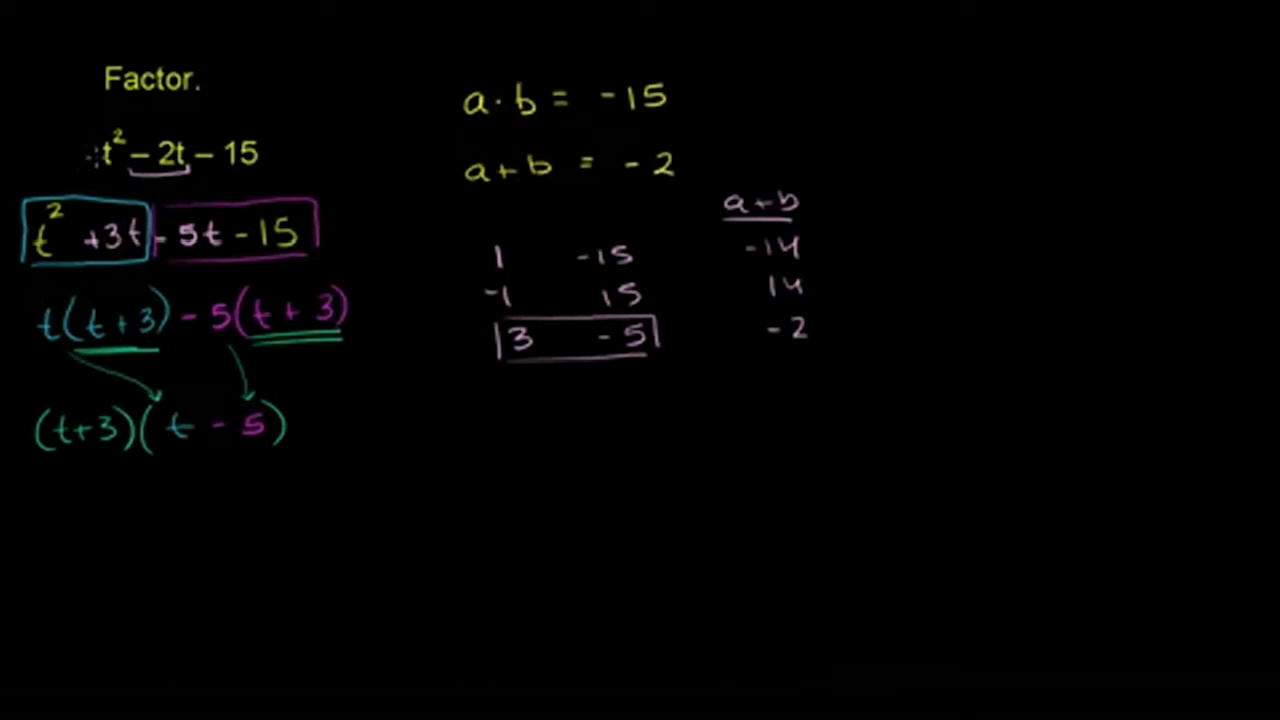 Factor.
t² – 2t – 15
t² +3t - 5t - 15
t(t+3) - 5(t+3)
(t+3)(t - 5)
a·b = -15
a+b = -2
a+b
1 -15 -14
-1 15 14
3 -5 -2